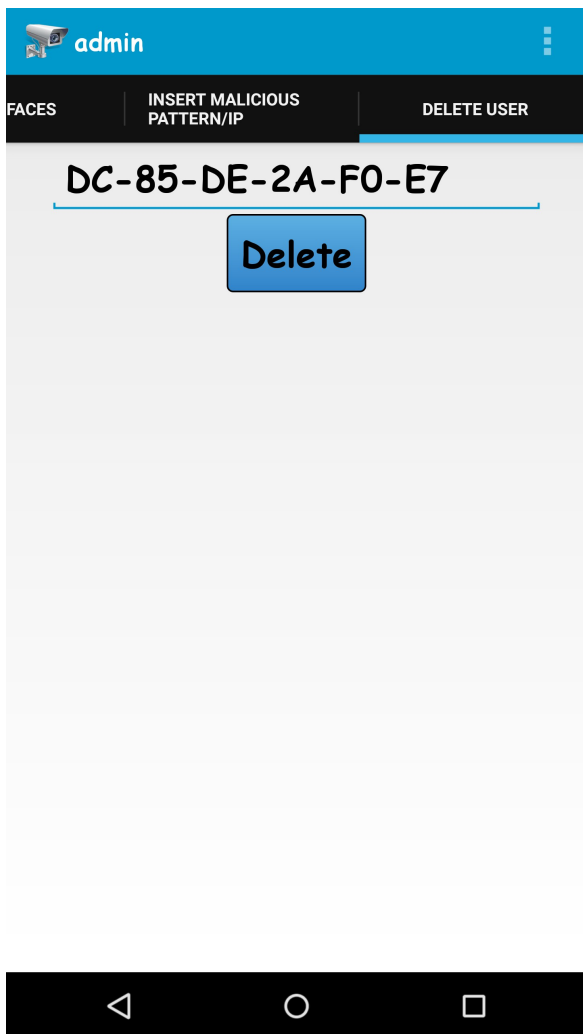 admin
FACES
INSERT MALICIOUS
PATTERN/IP
DELETE USER
DC-85-DE-2A-F0-E7
Delete